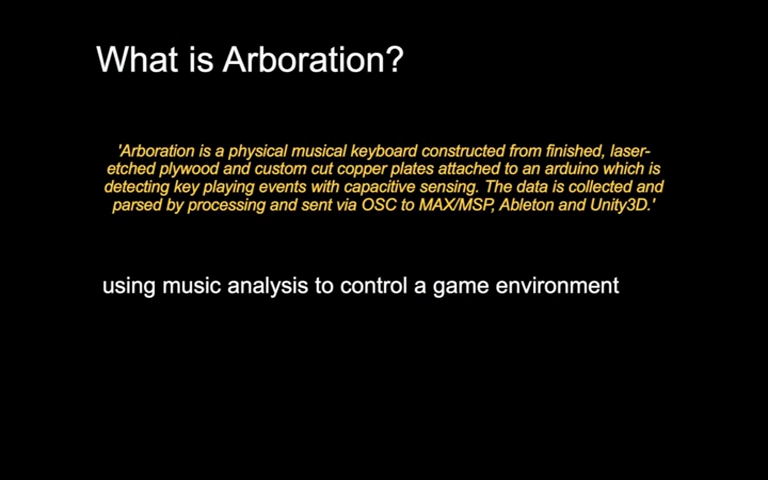 What is Arboration?
'Arboration is a physical musical keyboard constructed from finished, laser-
etched plywood and custom cut copper plates attached to an arduino which is
detecting key playing events with capacitive sensing. The data is collected and
parsed by processing and sent via OSC to MAX/MSP, Ableton and Unity3D.'
using music analysis to control a game environment